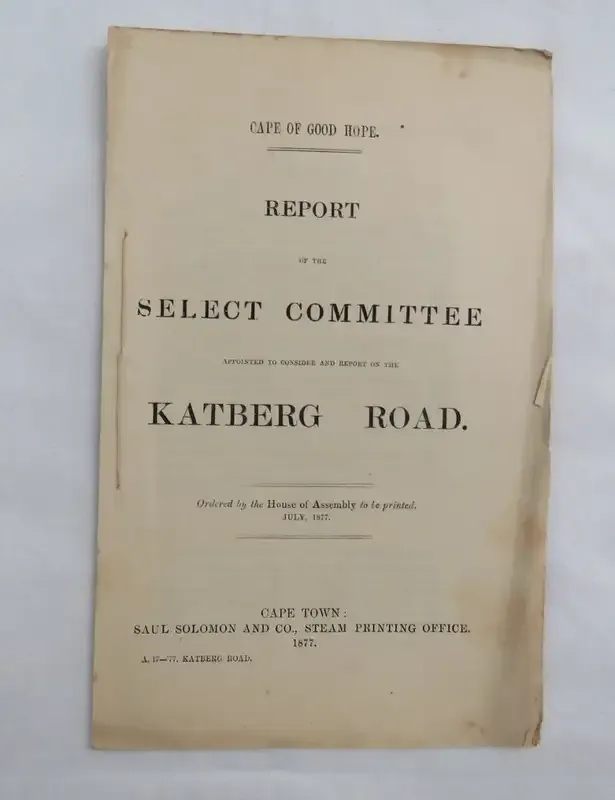 CAPE OF GOOD HOPE.
REPORT
OF THE
SELECT COMMITTEE
APPOINTED TO CONSIDER AND REPORT ON THE
KATBERG ROAD.
Ordered by the House of Assembly to be printed.
JULY, 1877.
CAPE TOWN:
SAUL SOLOMON AND CO., STEAM PRINTING OFFICE.
1877.
A. 17—'77. KATBERG ROAD.